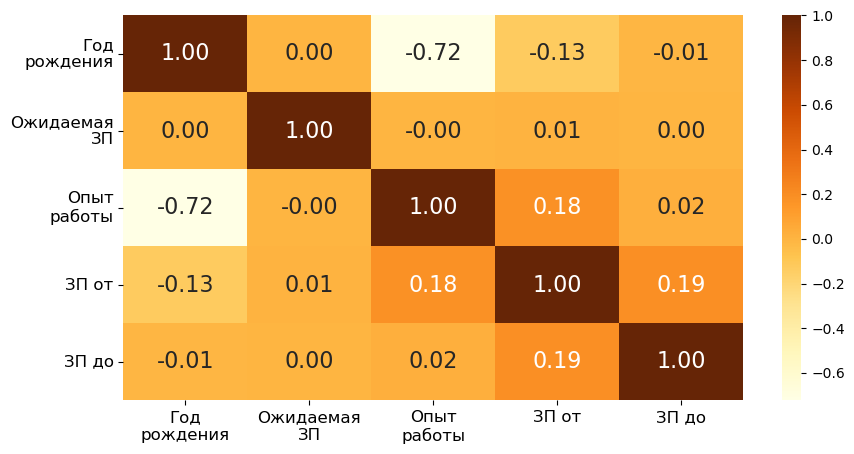 Год
рождения
1.00 0.00 -0.72 -0.13 -0.01
Ожидаемая
ЗП
0.00 1.00 -0.00 0.01 0.00
Опыт
работы
-0.72 -0.00 1.00 0.18 0.02
ЗП от
-0.13 0.01 0.18 1.00 0.19
ЗП до
-0.01 0.00 0.02 0.19 1.00
Год
рождения
Ожидаемая
ЗП
Опыт
работы
ЗП от
ЗП до
1.0
0.8
0.6
0.4
0.2
0.0
−0.2
−0.4
−0.6